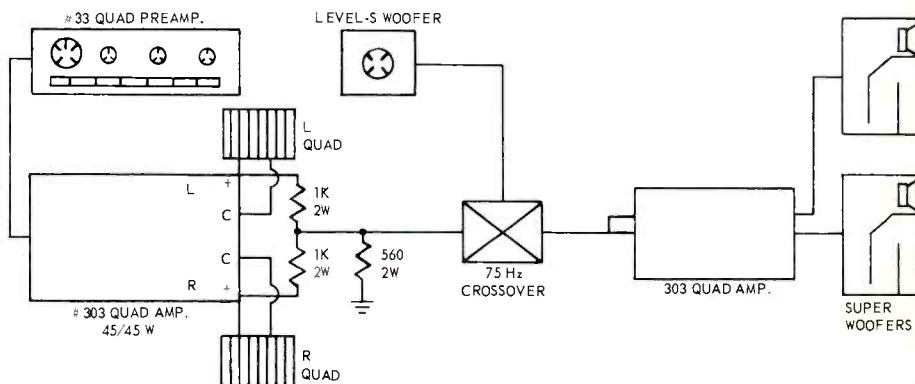 # 33 QUAD PREAMP.
LEVEL-S WOOFER
L
QUAD
L +
1K
2W
C
C
1K
2W
560
2W
R +
# 303 QUAD AMP.
45/45 W
75 Hz
CROSSOVER
303 QUAD AMP.
SUPER
WOOFERS
R
QUAD